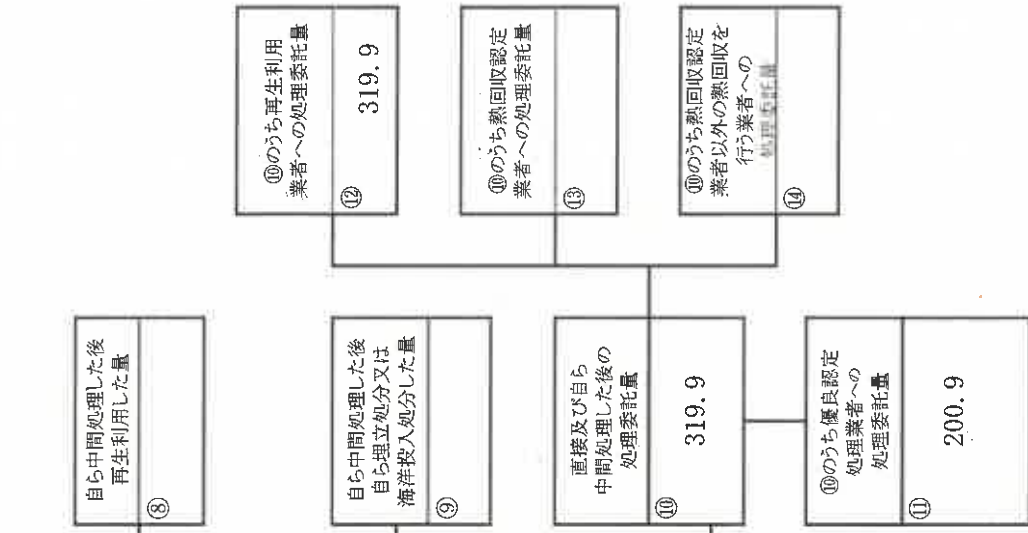 自ら中間処理した後
再生利用した量
⑧
自ら中間処理した後
自ら埋立処分又は
海洋投入処分した量
⑨
直接及び自ら
中間処理した後の
処理委託量
⑩
319.9
⑩のうち優良認定
処理業者への
処理委託量
⑪
200.9
⑩のうち再生利用
業者への処理委託量
⑫
319.9
⑩のうち熱回収認定
業者への処理委託量
⑬
⑩のうち熱回収認定
業者以外の熱回収を
行う業者への
処理委託量
⑭